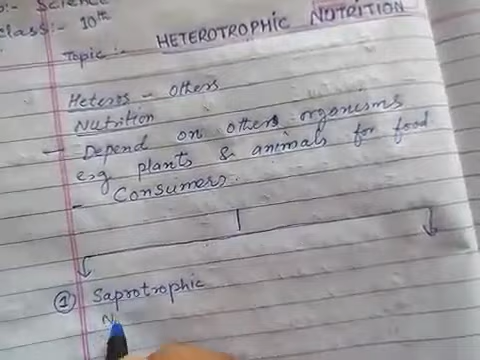 :- Science
Class:- 10th
Topic :- HETEROTROPHIC NUTRITION
Heteros - others
Nutrition
→ Depend on others organisms
e.g plants & animals for food
- Consumers.
① Saprotrophic
N